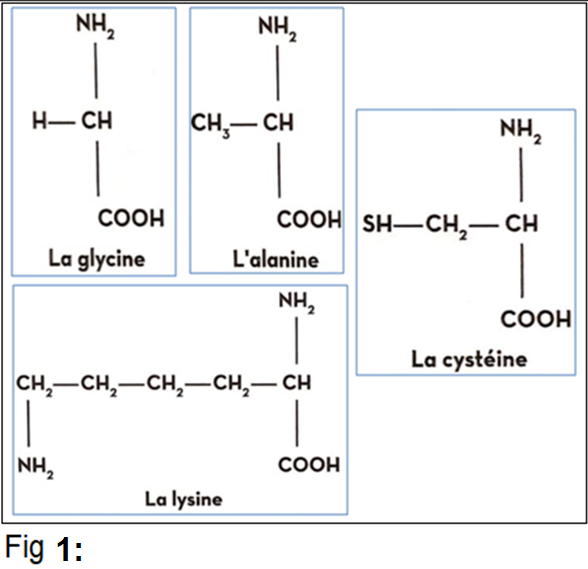 NH₂
H—CH
COOH
La glycine
NH₂
CH₃—CH
COOH
L'alanine
NH₂
SH—CH₂—CH
COOH
La cystéine
NH₂
CH₂—CH₂—CH₂—CH₂—CH
NH₂ COOH
La lysine
Fig 1: